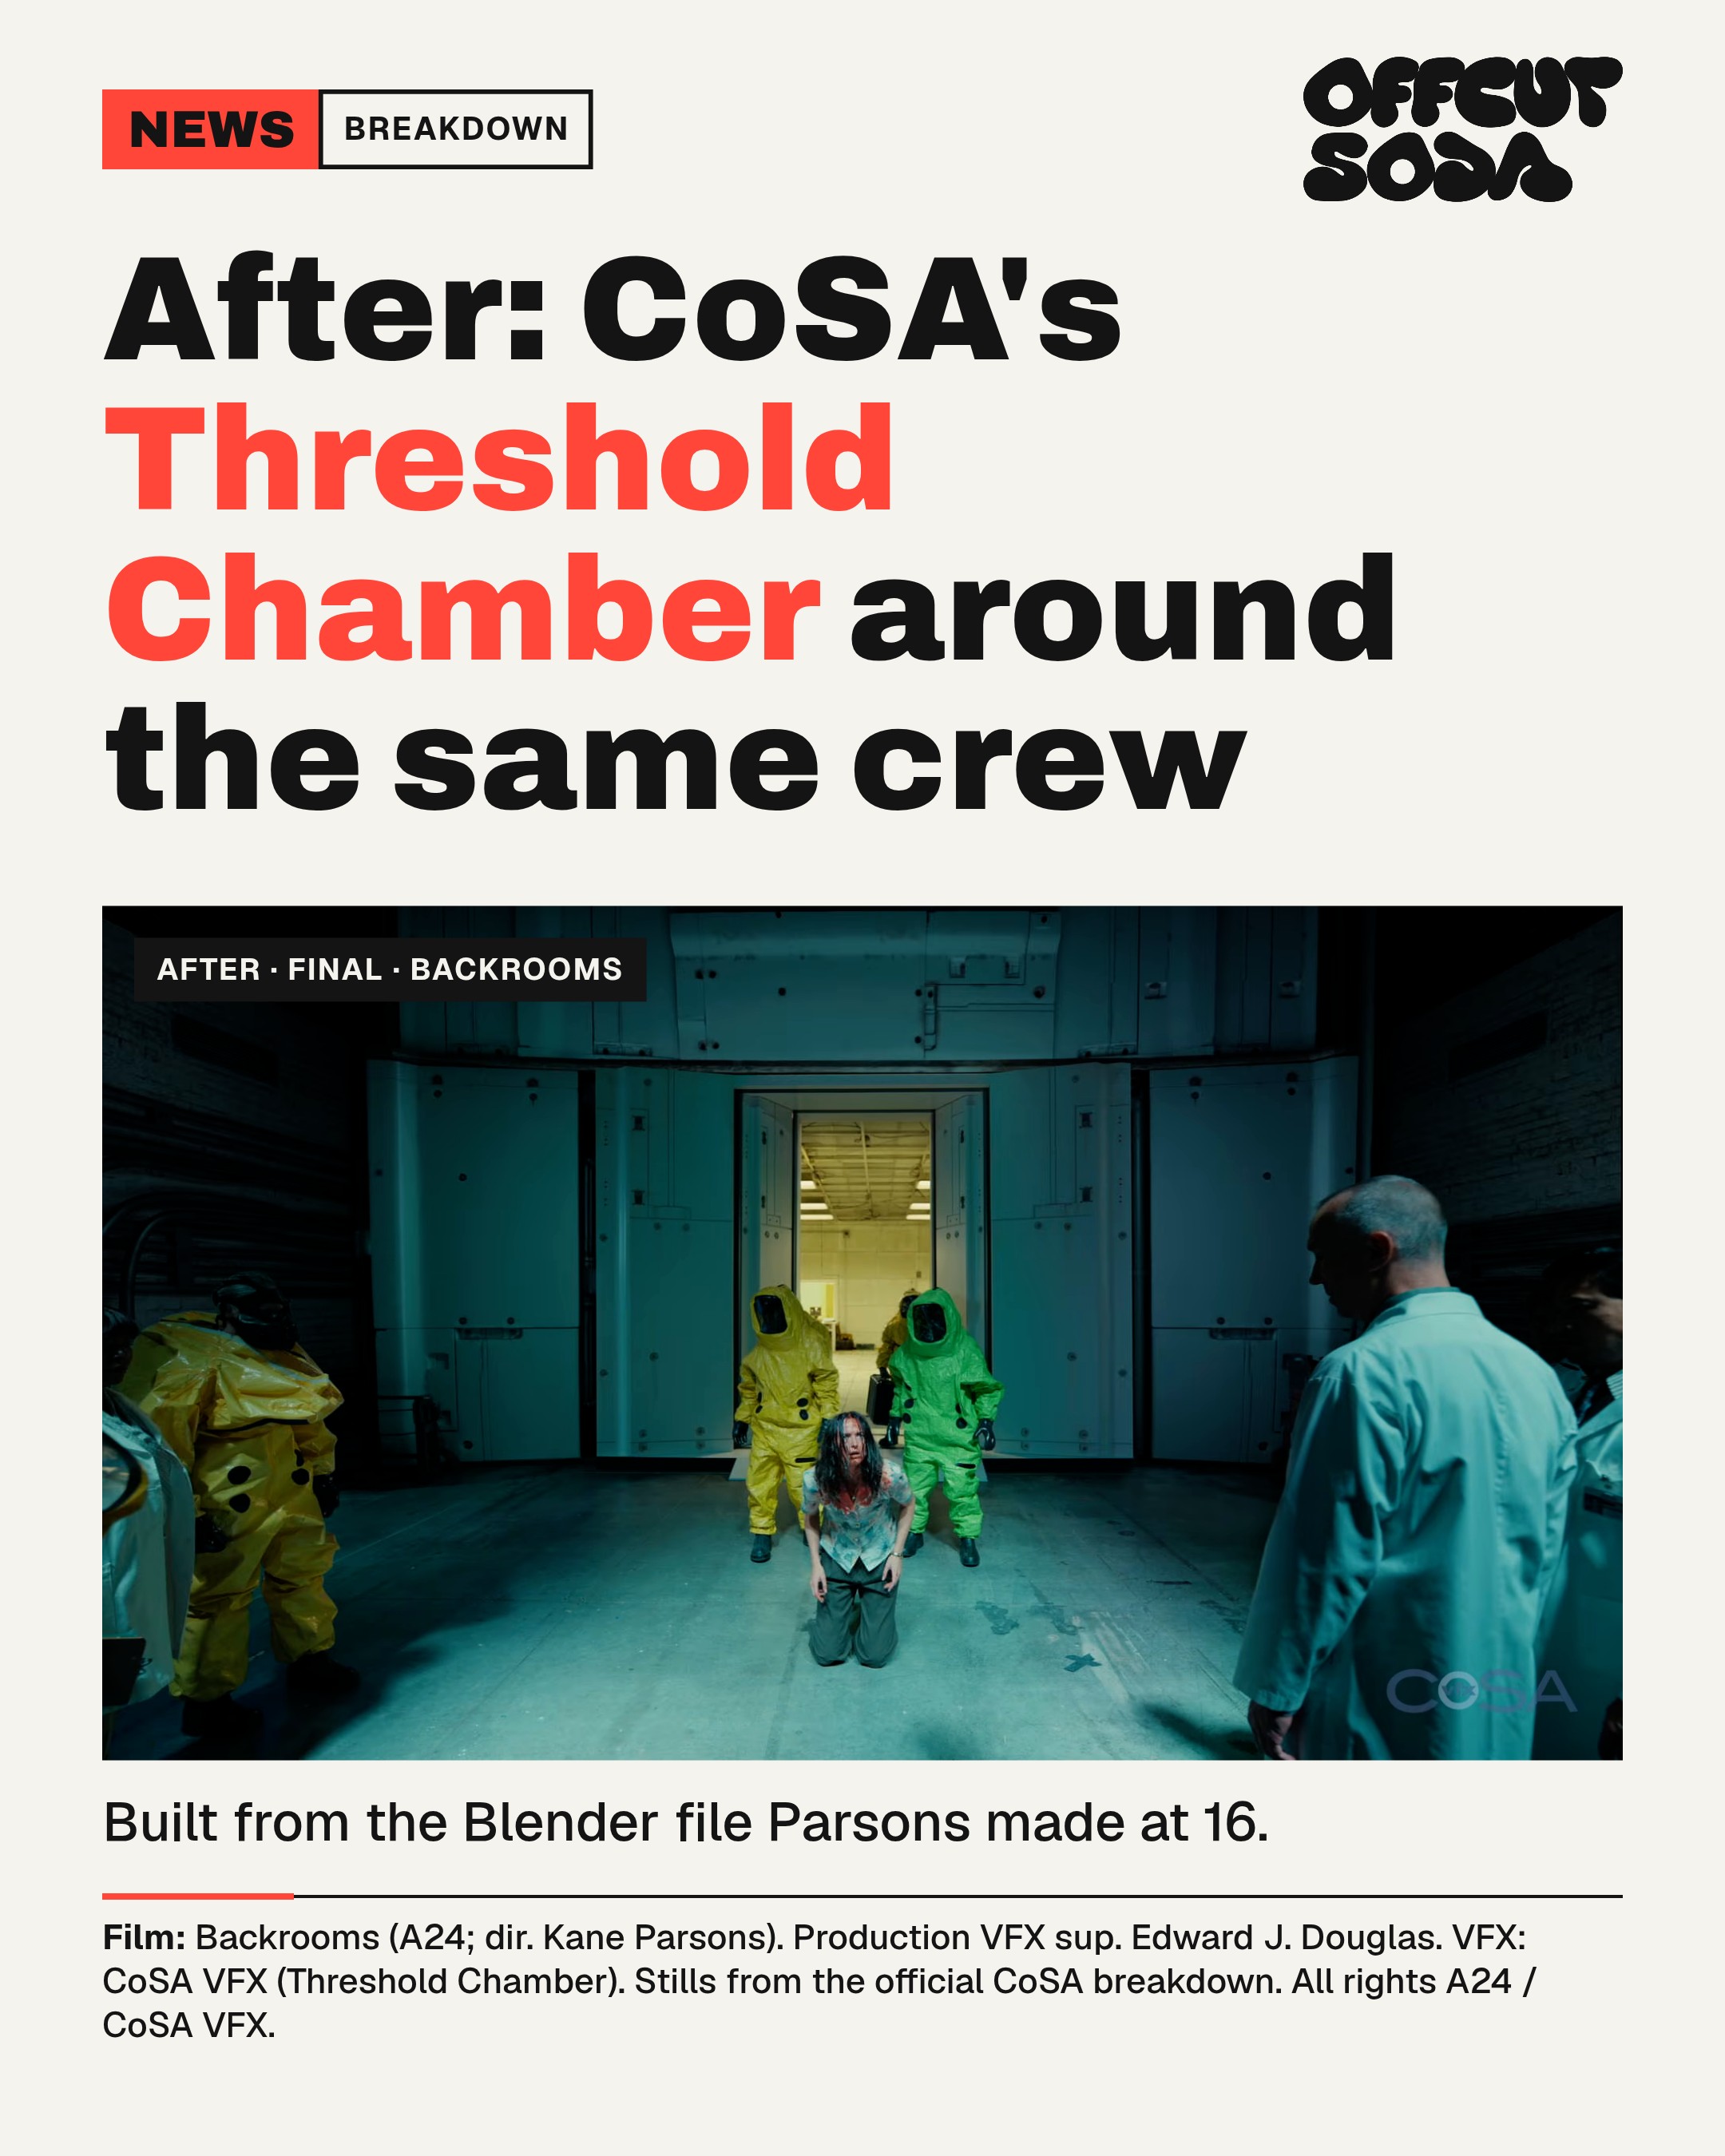 NEWS BREAKDOWN
OFFCUT
SODA
After: CoSA's
Threshold
Chamber around
the same crew
AFTER · FINAL · BACKROOMS
CoSA
Built from the Blender file Parsons made at 16.
Film: Backrooms (A24; dir. Kane Parsons). Production VFX sup. Edward J. Douglas. VFX:
CoSA VFX (Threshold Chamber). Stills from the official CoSA breakdown. All rights A24 /
CoSA VFX.